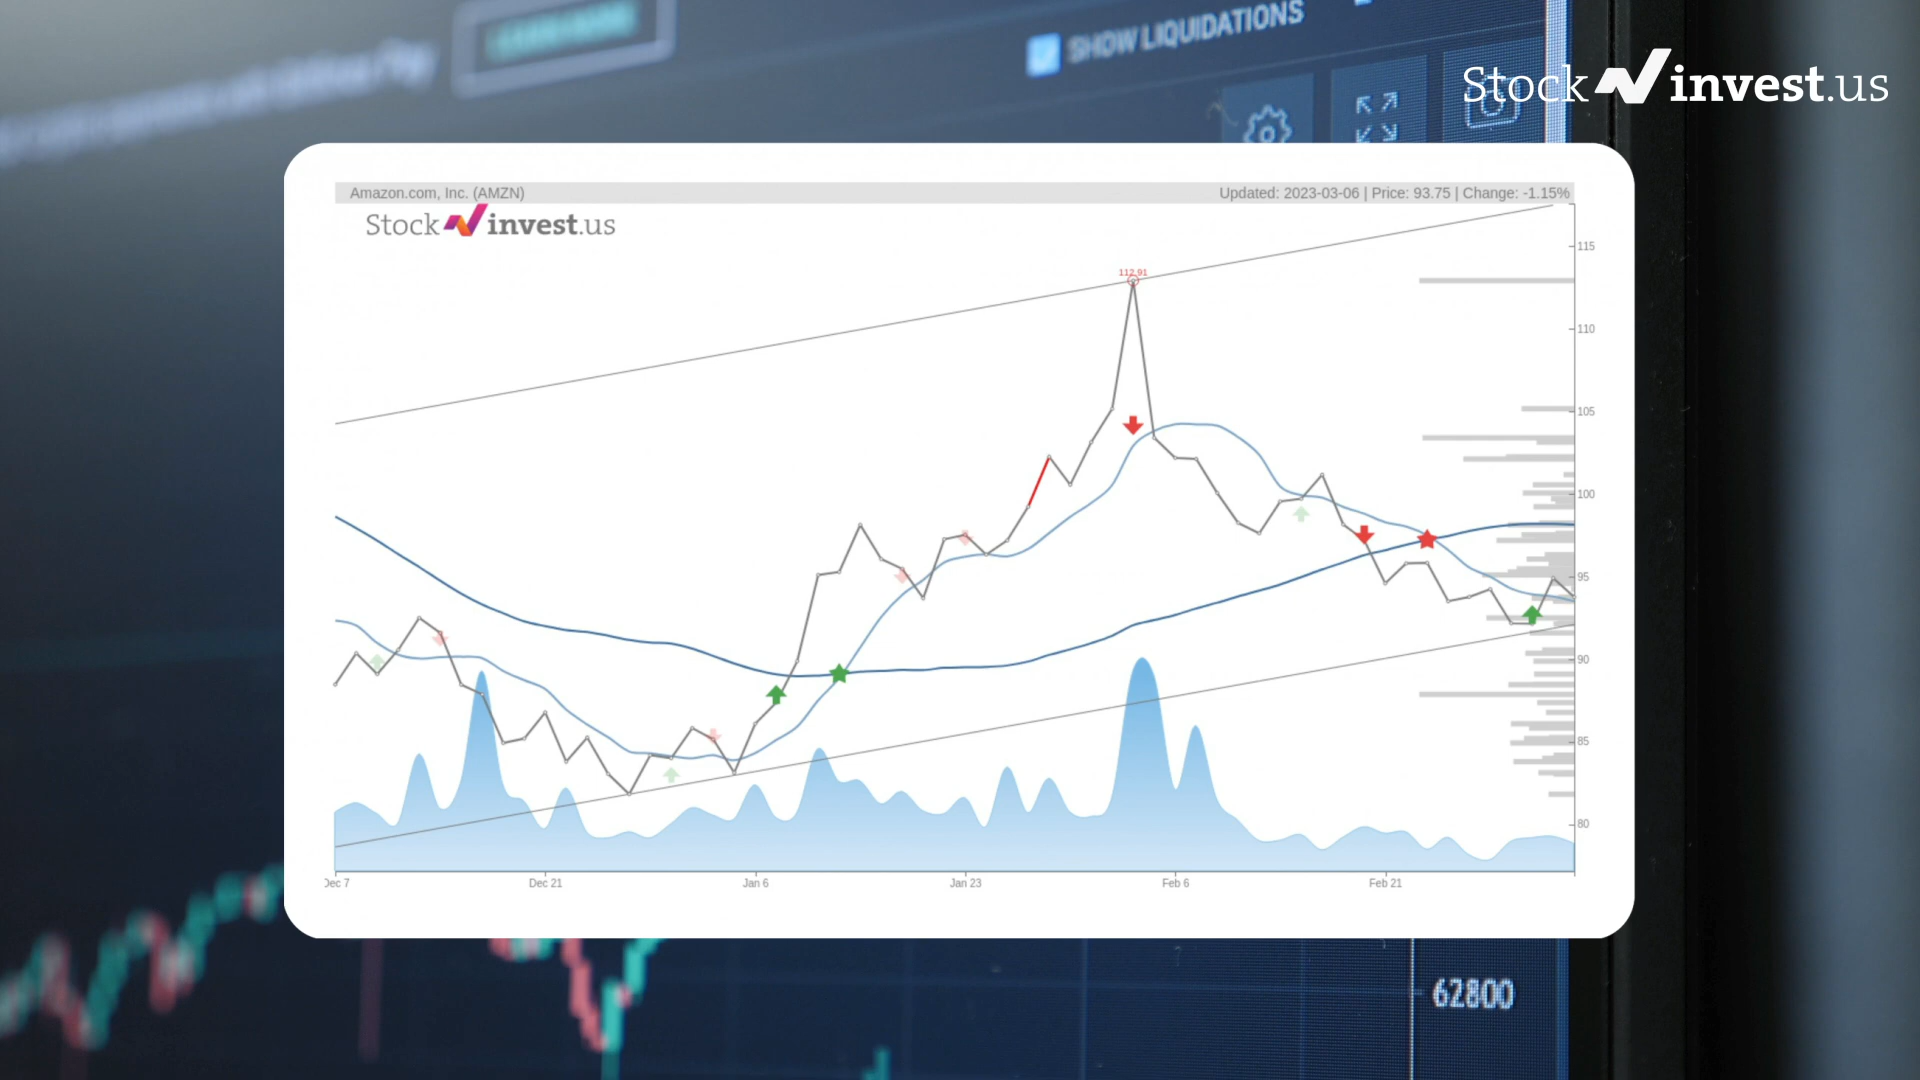 SHOW LIQUIDATIONS
Stock invest.us
Amazon.com, Inc. (AMZN)
Updated: 2023-03-06 | Price: 93.75 | Change: -1.15%
Stock invest.us
112.91
115
110
105
100
95
90
85
80
Dec 7
Dec 21
Jan 6
Jan 23
Feb 6
Feb 21
62800